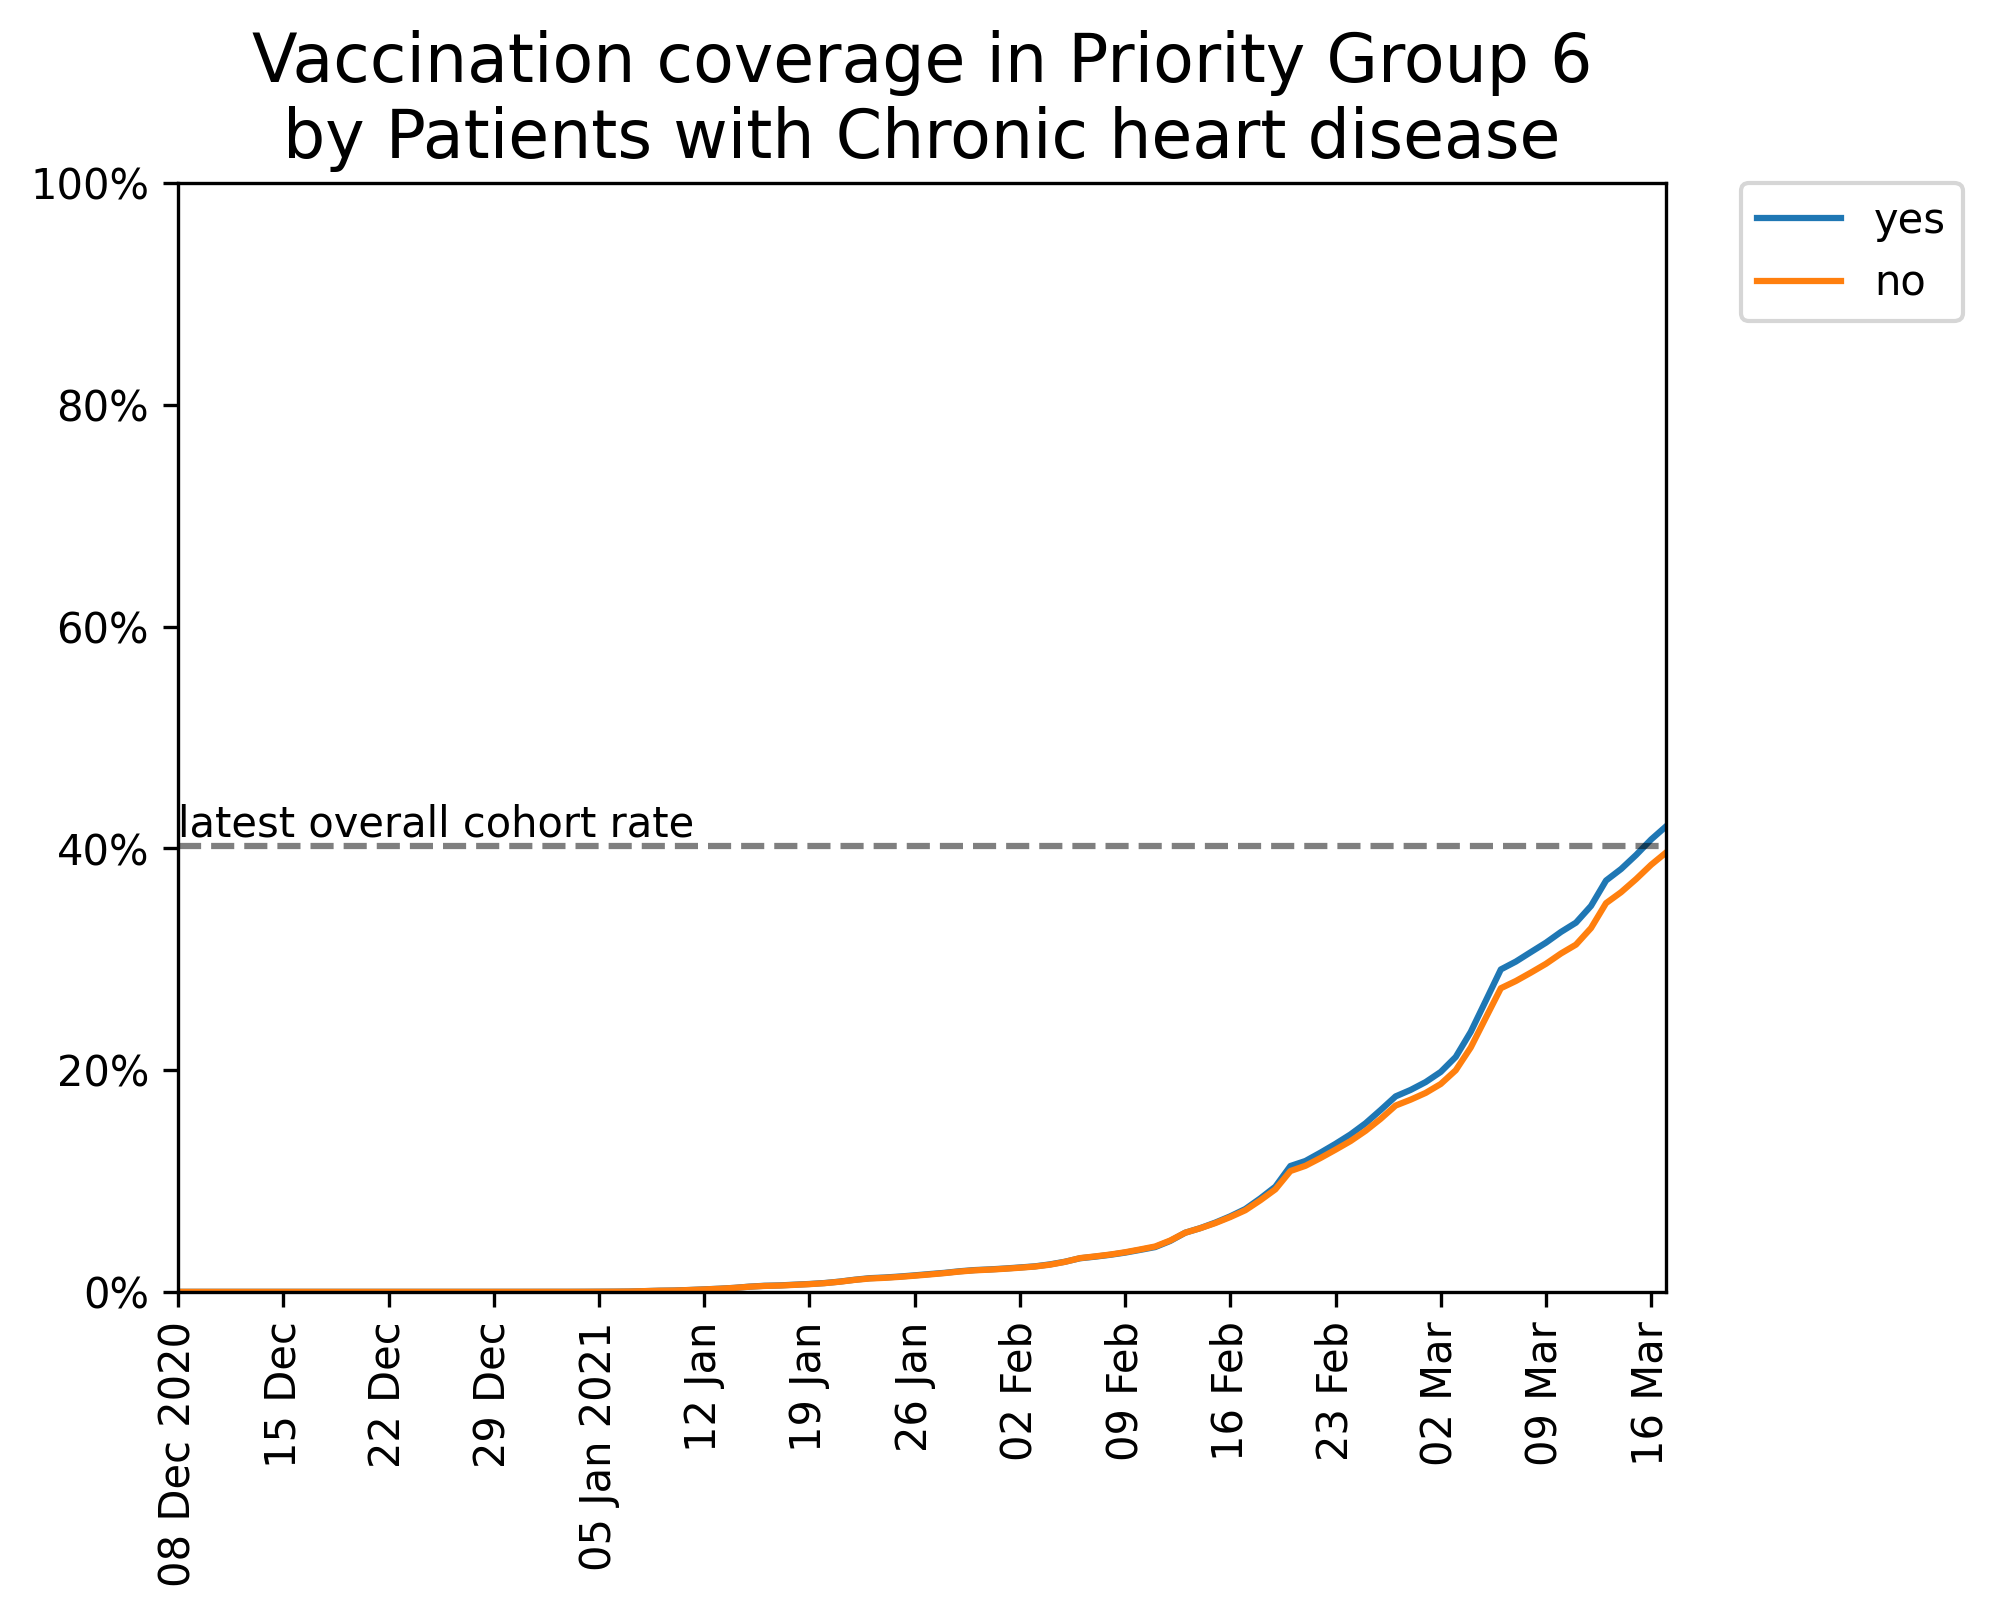 Vaccination coverage in Priority Group 6
by Patients with Chronic heart disease
100%
80%
60%
40%
20%
0%
latest overall cohort rate
yes
no
08 Dec 2020
15 Dec
22 Dec
29 Dec
05 Jan 2021
12 Jan
19 Jan
26 Jan
02 Feb
09 Feb
16 Feb
23 Feb
02 Mar
09 Mar
16 Mar